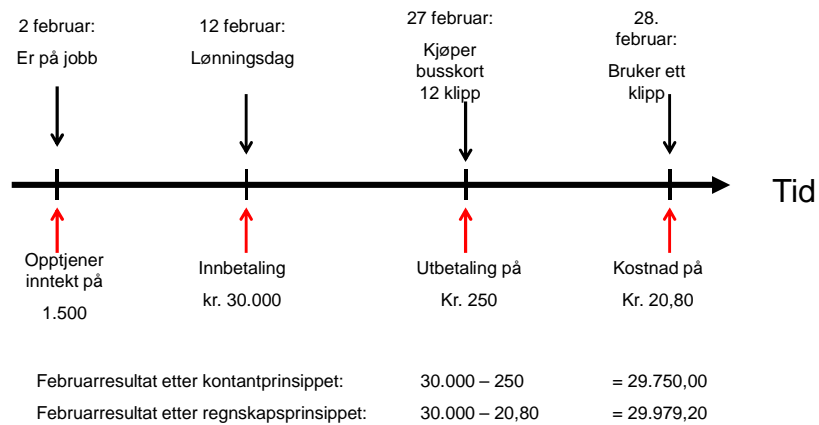 2 februar:
Er på jobb
12 februar:
Lønningsdag
27 februar:
Kjøper
busskort
12 klipp
28.
februar:
Bruker ett
klipp
Tid
Opptjener
inntekt på
1.500
Innbetaling
kr. 30.000
Utbetaling på
Kr. 250
Kostnad på
Kr. 20,80
Februarresultat etter kontantprinsippet: 30.000 – 250 = 29.750,00
Februarresultat etter regnskapsprinsippet: 30.000 – 20,80 = 29.979,20